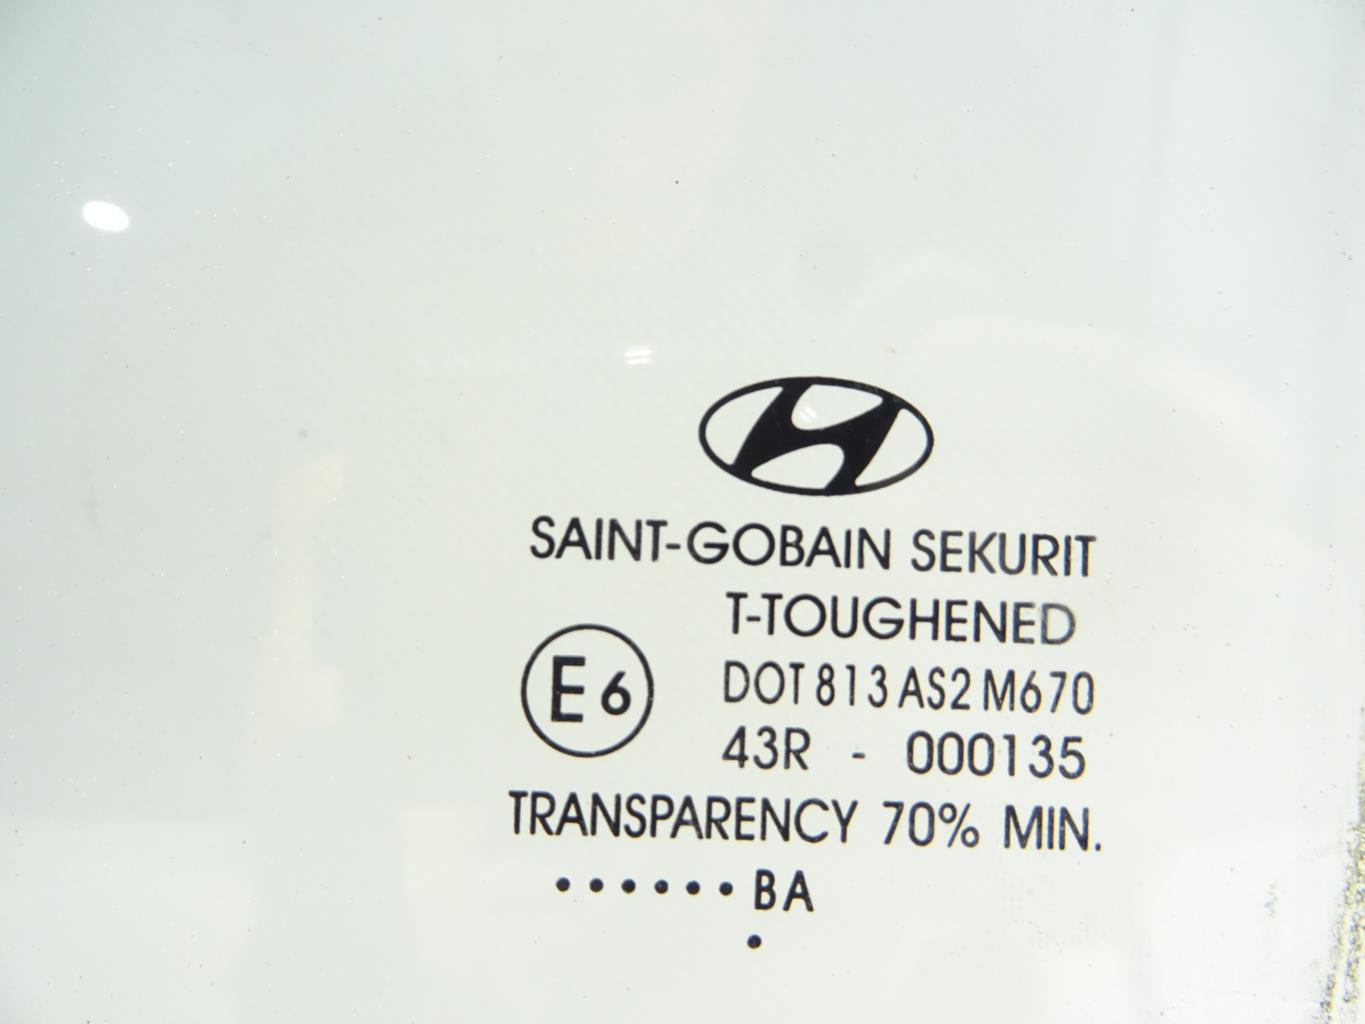 SAINT-GOBAIN SEKURIT
T-TOUGHENED
E6
DOT 813 AS2 M670
43R - 000135
TRANSPARENCY 70% MIN.
•••••• BA
•